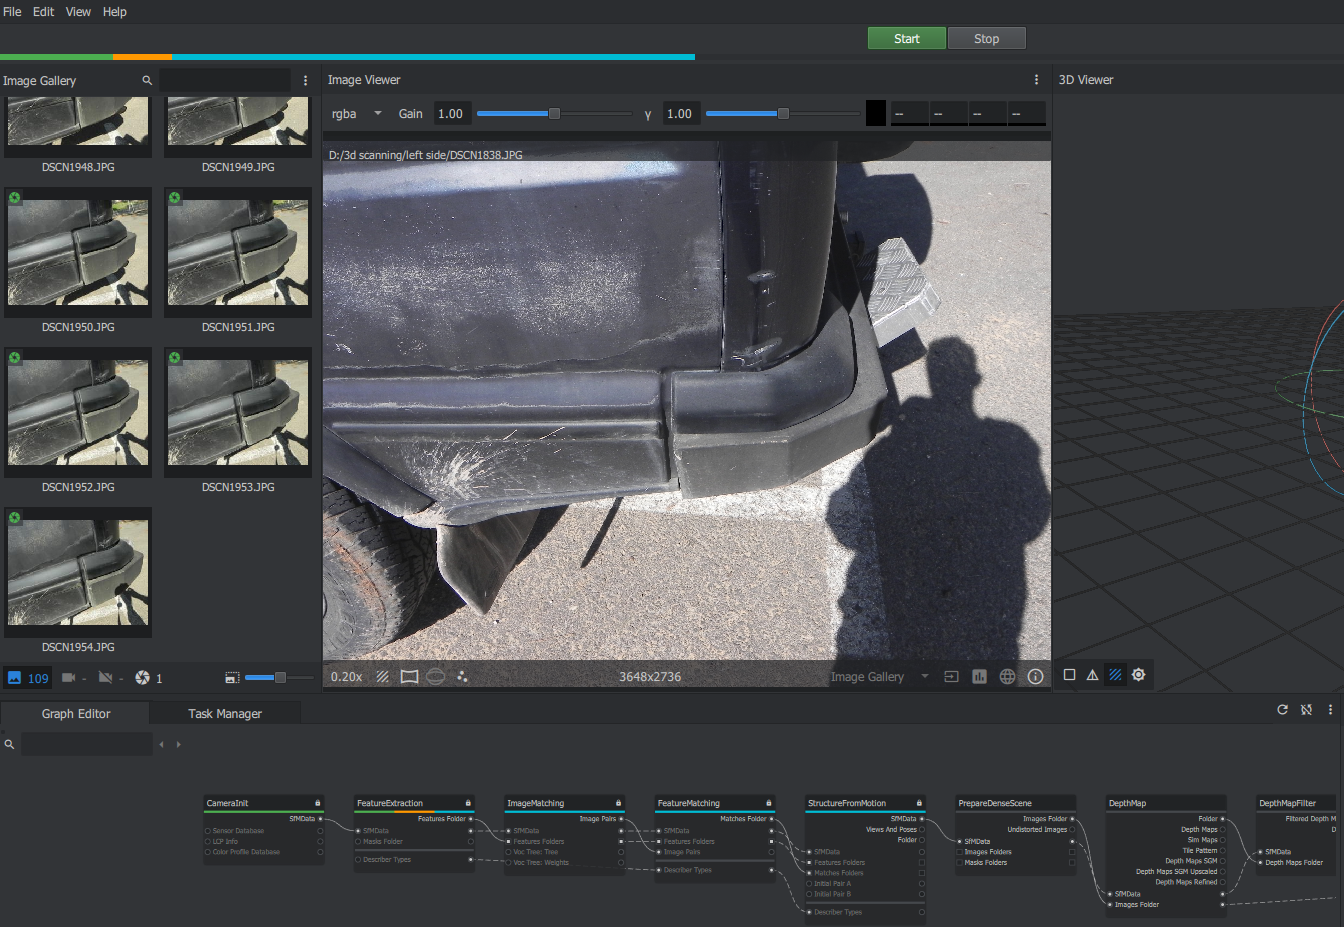 File Edit View Help
Start Stop
Image Gallery
Image Viewer
3D Viewer
rgba Gain 1.00 γ 1.00 -- -- -- --
D:/3d scanning/left side/DSCN1838.JPG
DSCN1948.JPG DSCN1949.JPG
DSCN1950.JPG DSCN1951.JPG
DSCN1952.JPG DSCN1953.JPG
DSCN1954.JPG
109 - - 1
0.20x 3648x2736 Image Gallery
Graph Editor Task Manager
CameraInit
SfMData
Sensor Database
LCP Info
Color Profile Database
FeatureExtraction
Features Folder
SfMData
Masks Folder
Describer Types
ImageMatching
Image Pairs
SfMData
Features Folders
Voc Tree: Tree
Voc Tree: Weights
FeatureMatching
Matches Folder
SfMData
Features Folders
Image Pairs
Describer Types
StructureFromMotion
SfMData
Views And Poses
Folder
SfMData
Features Folders
Matches Folders
Initial Pair A
Initial Pair B
Describer Types
PrepareDenseScene
Images Folder
Undistorted Images
SfMData
Images Folders
Masks Folders
DepthMap
Folder
Depth Maps
Sim Maps
Tile Pattern
Depth Maps SGM
Depth Maps SGM Upscaled
Depth Maps Refined
SfMData
Images Folder
DepthMapFilter
Filtered Depth M
D
SfMData
Depth Maps Folder